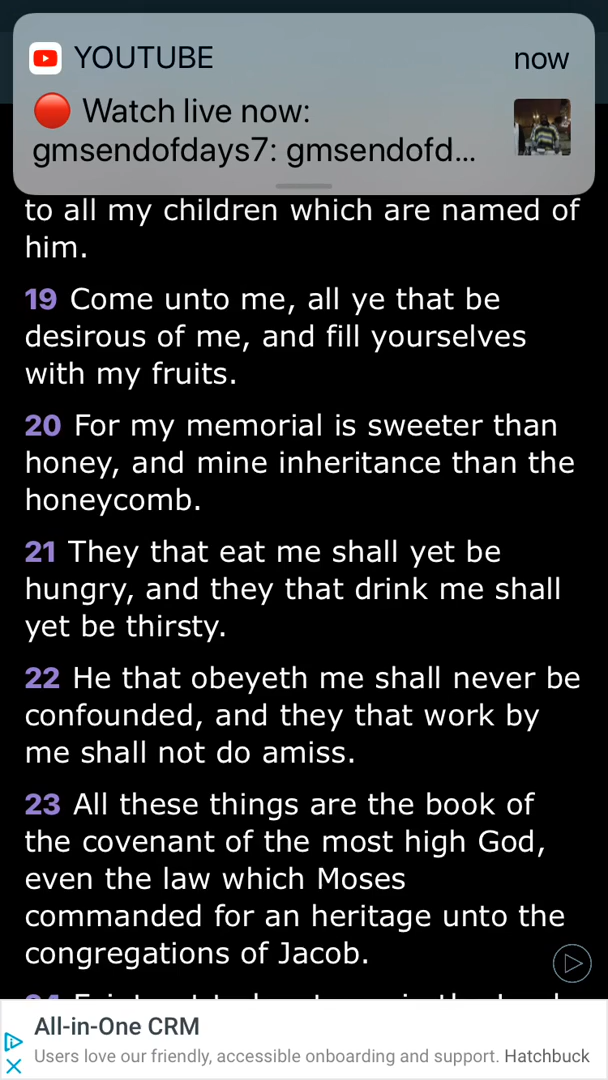 YOUTUBE
now
Watch live now:
gmsendofdays7: gmsendofd...
to all my children which are named of
him.
19 Come unto me, all ye that be
desirous of me, and fill yourselves
with my fruits.
20 For my memorial is sweeter than
honey, and mine inheritance than the
honeycomb.
21 They that eat me shall yet be
hungry, and they that drink me shall
yet be thirsty.
22 He that obeyeth me shall never be
confounded, and they that work by
me shall not do amiss.
23 All these things are the book of
the covenant of the most high God,
even the law which Moses
commanded for an heritage unto the
congregations of Jacob.
All-in-One CRM
Users love our friendly, accessible onboarding and support. Hatchbuck